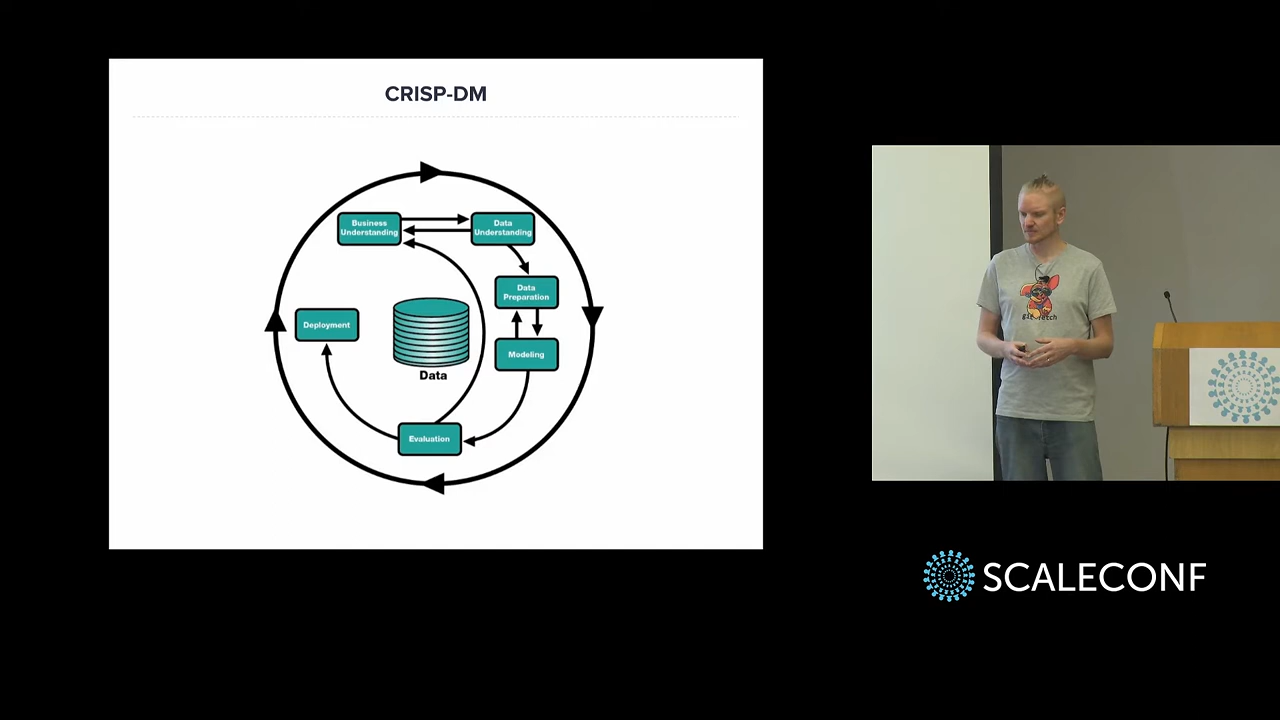 CRISP-DM
Business
Understanding
Data
Understanding
Data
Preparation
Deployment
Modeling
Data
Evaluation
SCALECONF